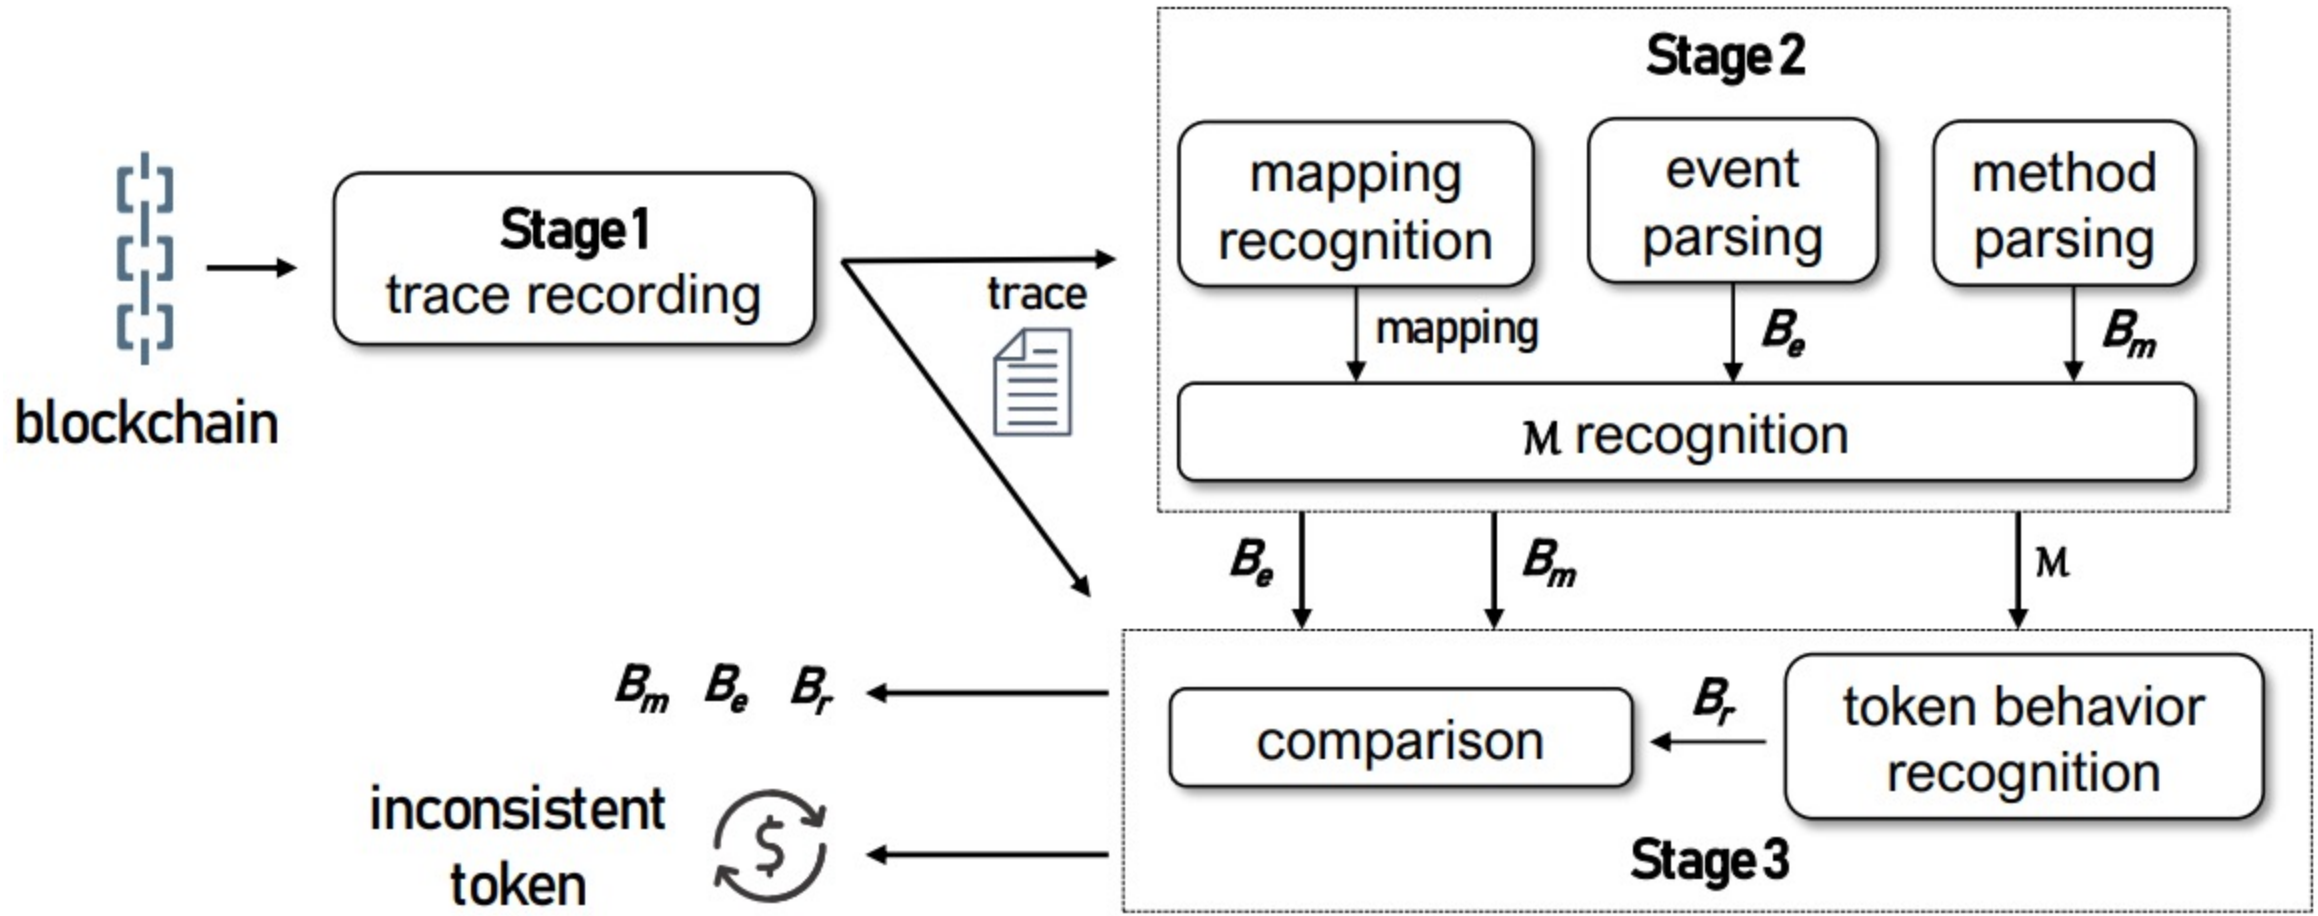 Stage 2
mapping
recognition
event
parsing
method
parsing
Stage 1
trace recording
trace
mapping
Be
Bm
blockchain
M recognition
Be
Bm
M
Bm Be Br
comparison
Br
token behavior
recognition
inconsistent
token
Stage 3